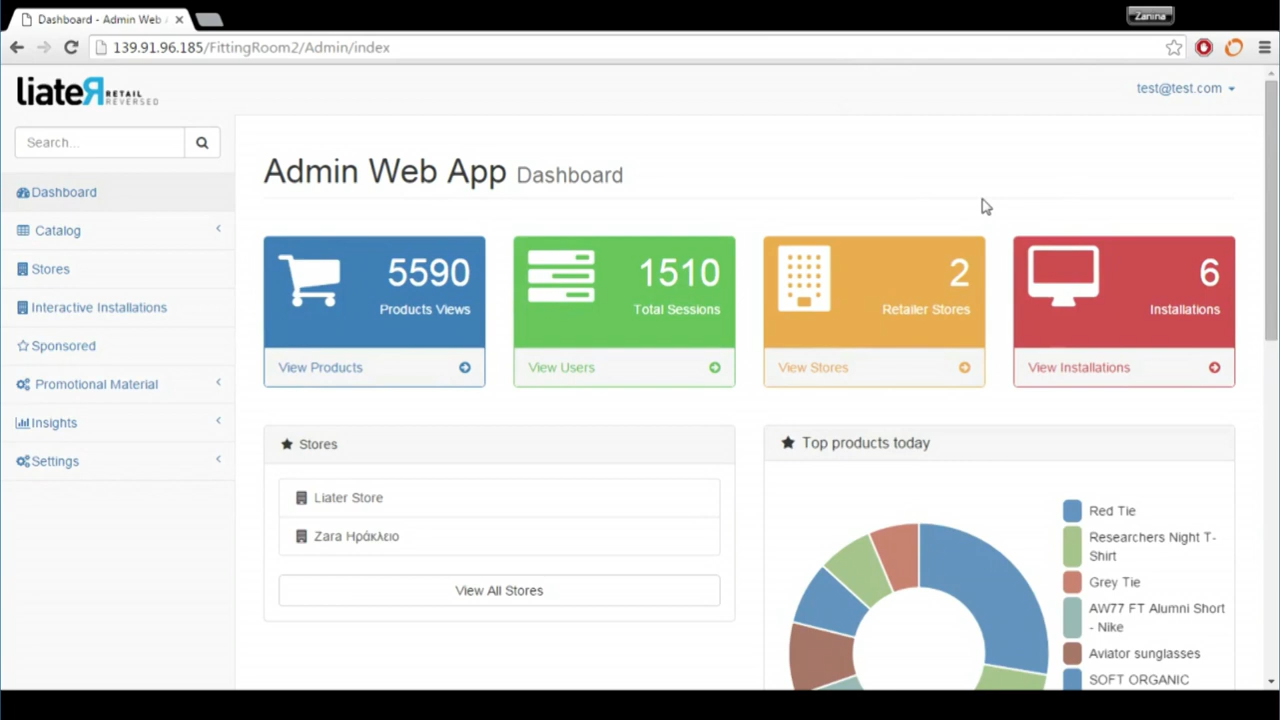 Dashboard - Admin Web A
Zanina
139.91.96.185/FittingRoom2/Admin/index
liateR RETAIL
REVERSED
test@test.com
Search...
Dashboard
Catalog
Stores
Interactive Installations
Sponsored
Promotional Material
Insights
Settings
Admin Web App Dashboard
5590
Products Views
View Products
1510
Total Sessions
View Users
2
Retailer Stores
View Stores
6
Installations
View Installations
Stores
Liater Store
Zara Ηράκλειο
View All Stores
Top products today
Red Tie
Researchers Night T-
Shirt
Grey Tie
AW77 FT Alumni Short
- Nike
Aviator sunglasses
SOFT ORGANIC